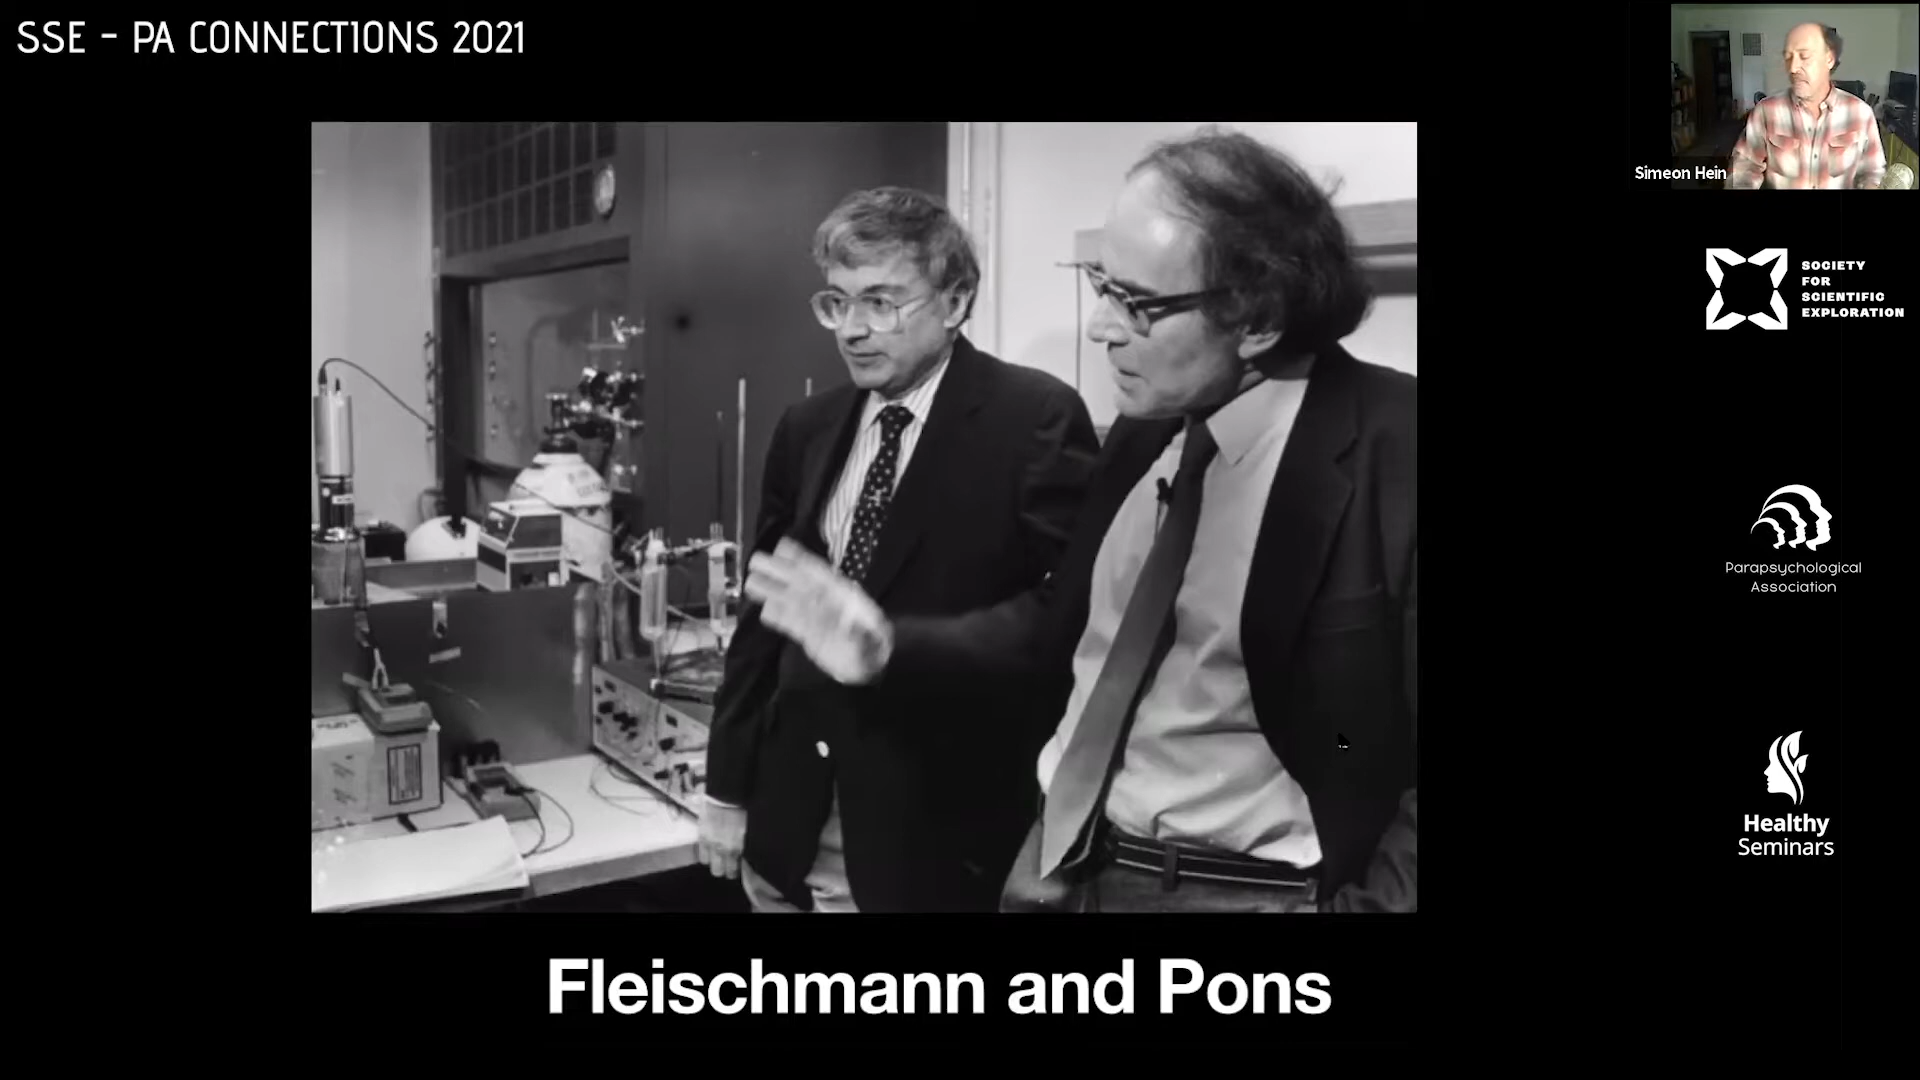 SSE - PA CONNECTIONS 2021
Simeon Hein
SOCIETY
FOR
SCIENTIFIC
EXPLORATION
Parapsychological
Association
Healthy
Seminars
Fleischmann and Pons